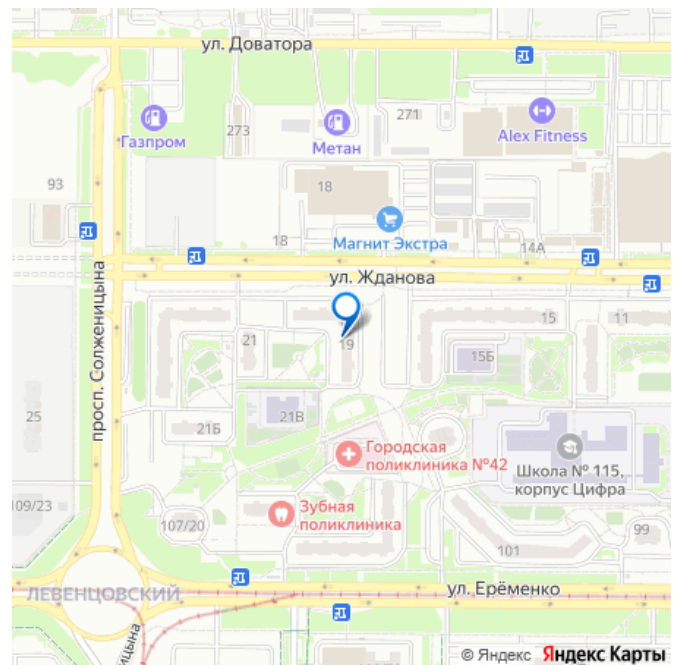 ул. Доватора
Газпром
273
Метан
271
Alex Fitness
93
18
Магнит Экстра
18
14А
ул. Жданова
просп. Солженицына
19
21
15
11
15Б
25
21Б
21В
Городская
поликлиника №42
Школа № 115,
корпус Цифра
109/23
107/20
Зубная
поликлиника
101
99
ЛЕВЕНЦОВСКИЙ
ул. Ерёменко
© Яндекс Яндекс Карты